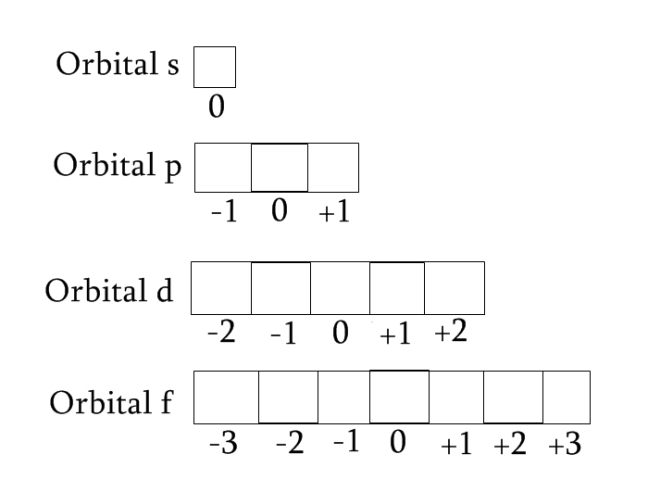 Orbital s
0
Orbital p
-1 0 +1
Orbital d
-2 -1 0 +1 +2
Orbital f
-3 -2 -1 0 +1 +2 +3